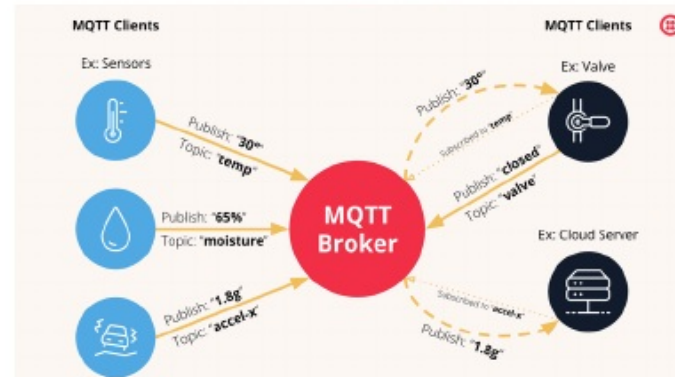 MQTT Clients
MQTT Clients
Ex: Sensors
Ex: Valve
Publish: "30º"
Topic: "temp"
Publish: "30º"
Subscribed to "temp"
Publish: "closed"
Topic: "valve"
Publish: "65%"
Topic: "moisture"
MQTT
Broker
Ex: Cloud Server
Publish: "1.8g"
Topic: "accel-x"
Subscribed to "accel-x"
Publish: "1.8g"